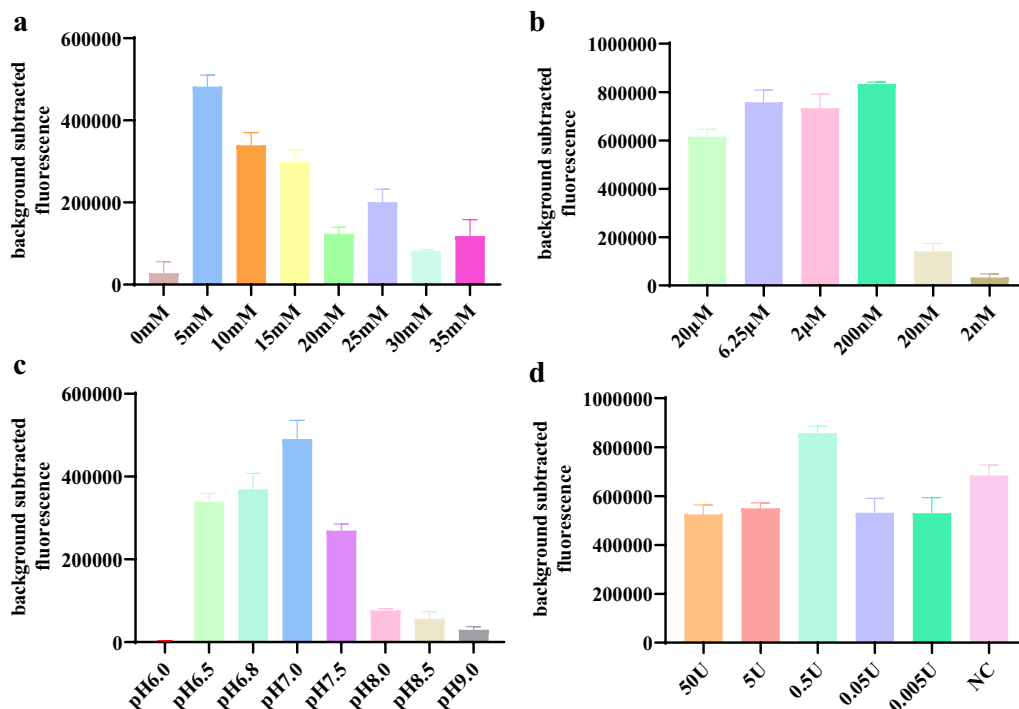 a
background subtracted
fluorescence
600000
400000
200000
0
0mM
5mM
10mM
15mM
20mM
25mM
30mM
35mM
b
background subtracted
fluorescence
1000000
800000
600000
400000
200000
0
20μM
6.25μM
2μM
200nM
20nM
2nM
c
background subtracted
fluorescence
600000
400000
200000
0
pH6.0
pH6.5
pH6.8
pH7.0
pH7.5
pH8.0
pH8.5
pH9.0
d
background subtracted
fluorescence
1000000
800000
600000
400000
200000
0
50U
5U
0.5U
0.05U
0.005U
NC